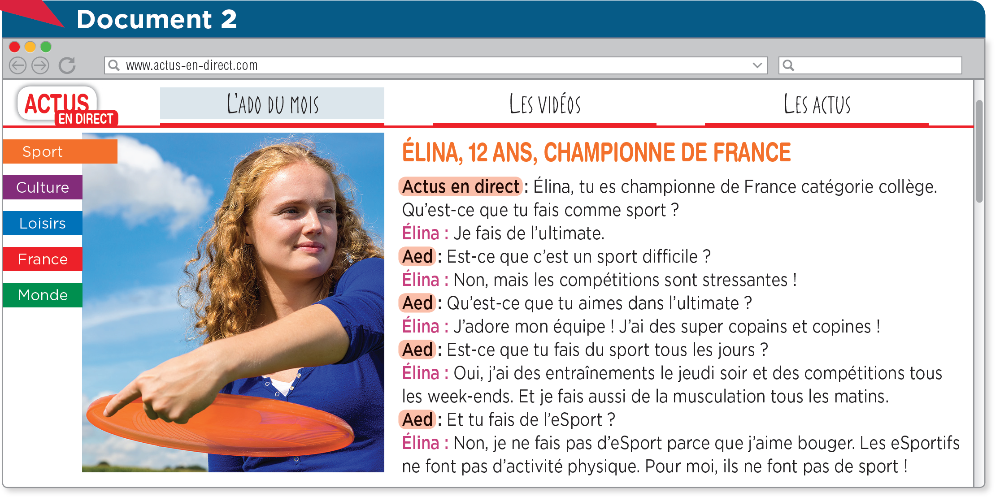 Document 2
www.actus-en-direct.com
ACTUS
EN DIRECT
L'ADO DU MOIS
LES VIDÉOS
LES ACTUS
Sport
Culture
Loisirs
France
Monde
ÉLINA, 12 ANS, CHAMPIONNE DE FRANCE
Actus en direct : Élina, tu es championne de France catégorie collège.
Qu'est-ce que tu fais comme sport ?
Élina : Je fais de l'ultimate.
Aed : Est-ce que c'est un sport difficile ?
Élina : Non, mais les compétitions sont stressantes !
Aed : Qu'est-ce que tu aimes dans l'ultimate ?
Élina : J'adore mon équipe ! J'ai des super copains et copines !
Aed : Est-ce que tu fais du sport tous les jours ?
Élina : Oui, j'ai des entraînements le jeudi soir et des compétitions tous
les week-ends. Et je fais aussi de la musculation tous les matins.
Aed : Et tu fais de l'eSport ?
Élina : Non, je ne fais pas d'eSport parce que j'aime bouger. Les eSportifs
ne font pas d'activité physique. Pour moi, ils ne font pas de sport !